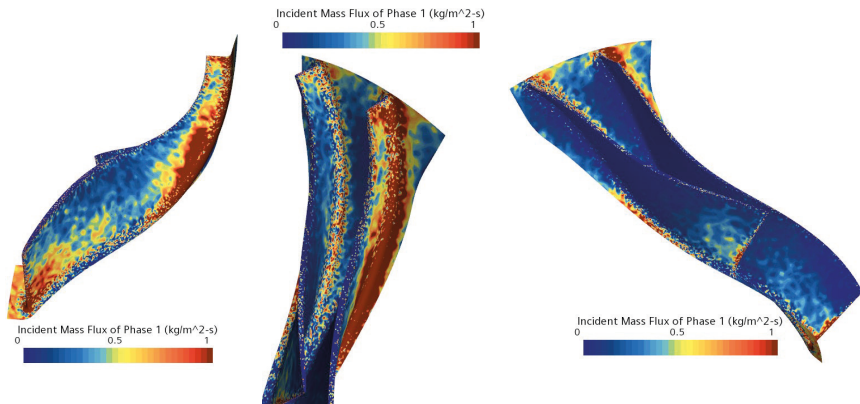 Incident Mass Flux of Phase 1 (kg/m^2-s)
0 0.5 1
Incident Mass Flux of Phase 1 (kg/m^2-s)
0 0.5 1
Incident Mass Flux of Phase 1 (kg/m^2-s)
0 0.5 1